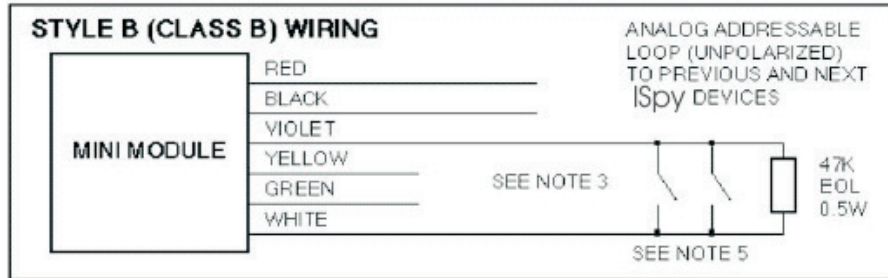 STYLE B (CLASS B) WIRING
ANALOG ADDRESSABLE
LOOP (UNPOLARIZED)
TO PREVIOUS AND NEXT
ISpy DEVICES
RED
BLACK
VIOLET
MINI MODULE
YELLOW
GREEN
WHITE
SEE NOTE 3
47K
EOL
0.5W
SEE NOTE 5